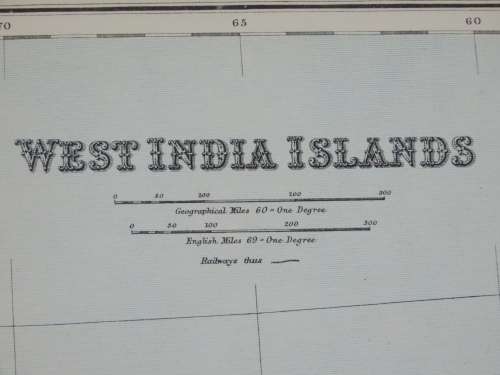 70 65 60
WEST INDIA ISLANDS
0 50 100 200 300
Geographical Miles 60 = One Degree
0 50 100 200 300
English Miles 69 = One Degree
Railways thus